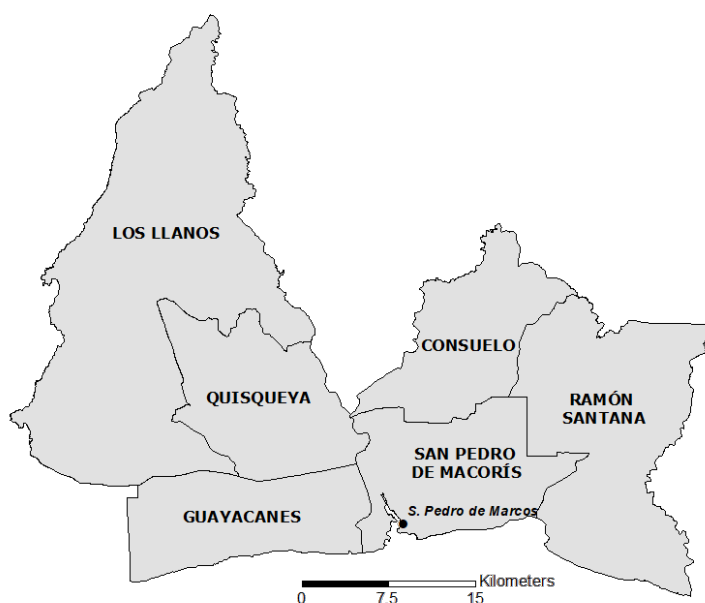 LOS LLANOS
CONSUELO
QUISQUEYA
RAMÓN
SANTANA
SAN PEDRO
DE MACORÍS
GUAYACANES
S. Pedro de Marcos
Kilometers
0 7.5 15